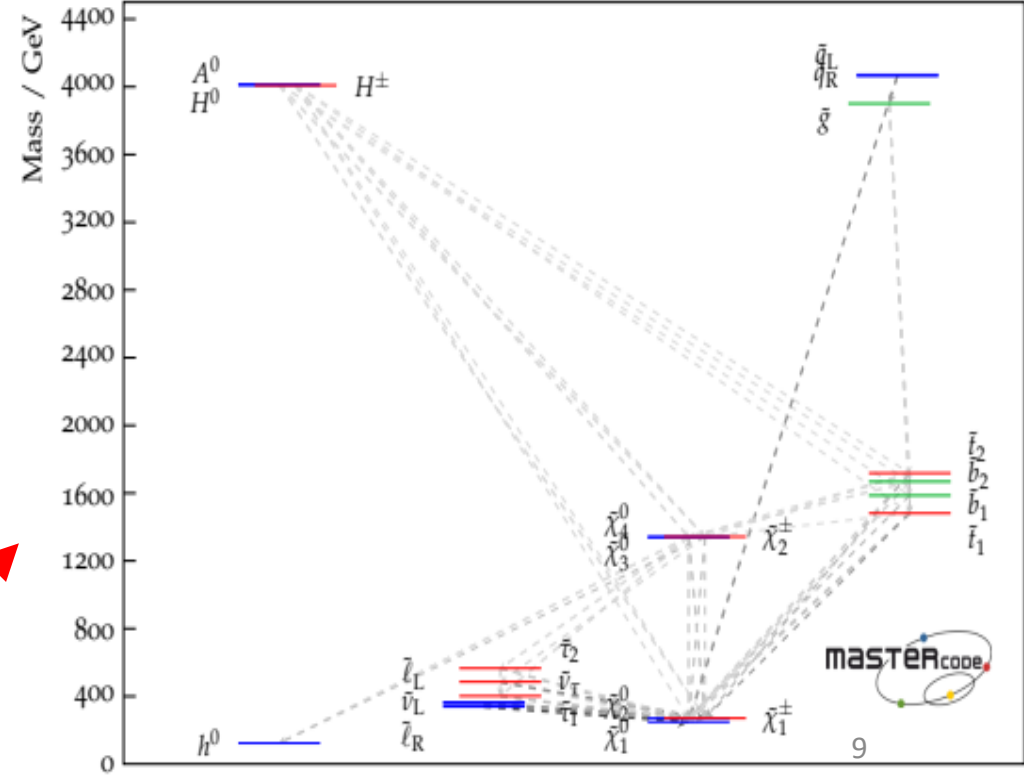 Mass / GeV
4400
4000
3600
3200
2800
2400
2000
1600
1200
800
400
0
A⁰
H⁰
H±
h⁰
q̃L
q̃R
g̃
t̃₂
b̃₂
b̃₁
t̃₁
χ̃⁰₄
χ̃⁰₃
χ̃±₂
ℓ̃L
ν̃L
ℓ̃R
τ̃₂
ν̃τ
τ̃₁
χ̃⁰₂
χ̃⁰₁
χ̃±₁
MASTERCODE
9